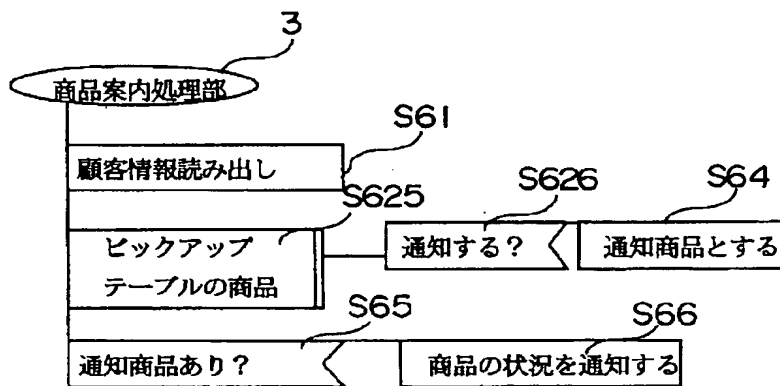 3
商品案内処理部
S61
顧客情報読み出し
S625
S626
S64
ピックアップ
テーブルの商品
通知する？
通知商品とする
S65
S66
通知商品あり？
商品の状況を通知する